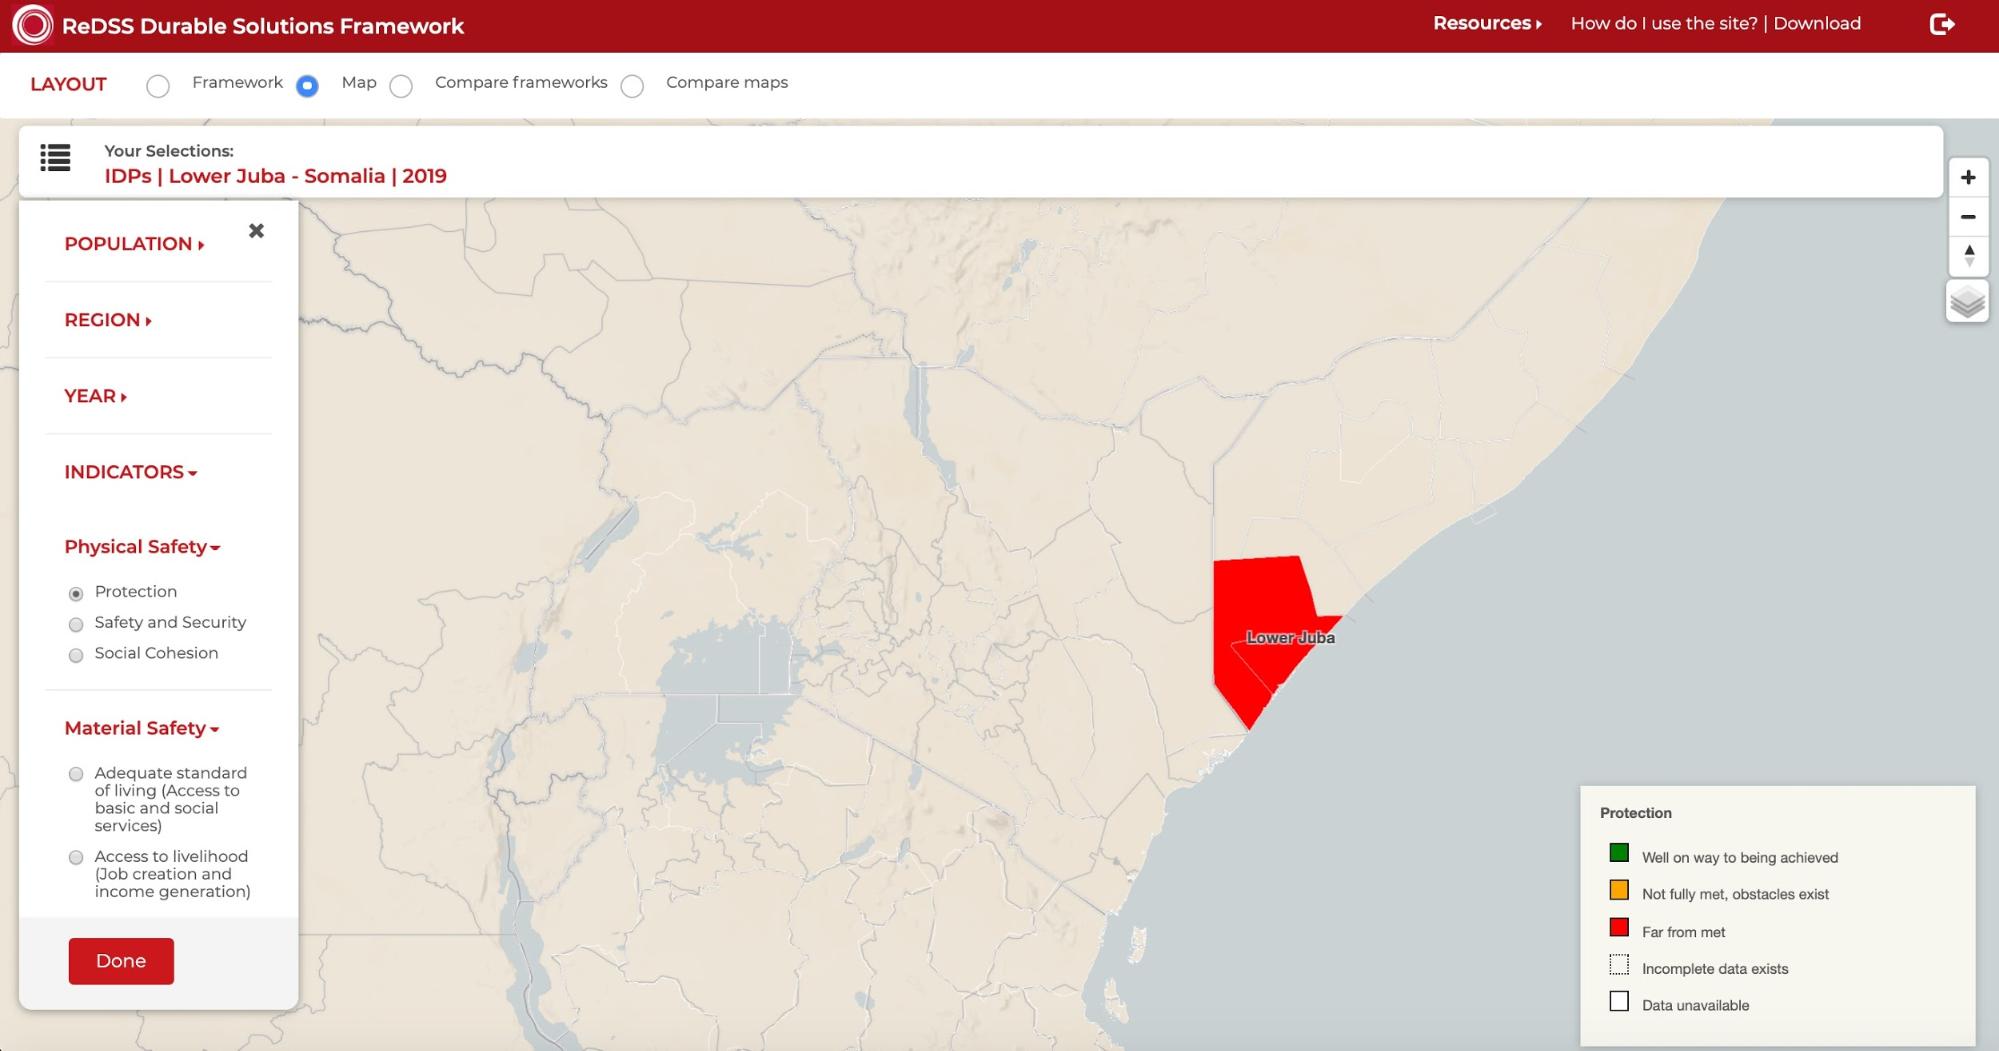 ReDSS Durable Solutions Framework
Resources
How do I use the site? | Download
LAYOUT
Framework
Map
Compare frameworks
Compare maps
Your Selections:
IDPs | Lower Juba - Somalia | 2019
POPULATION
REGION
YEAR
INDICATORS
Physical Safety
Protection
Safety and Security
Social Cohesion
Material Safety
Adequate standard
of living (Access to
basic and social
services)
Access to livelihood
(Job creation and
income generation)
Done
Lower Juba
Protection
Well on way to being achieved
Not fully met, obstacles exist
Far from met
Incomplete data exists
Data unavailable